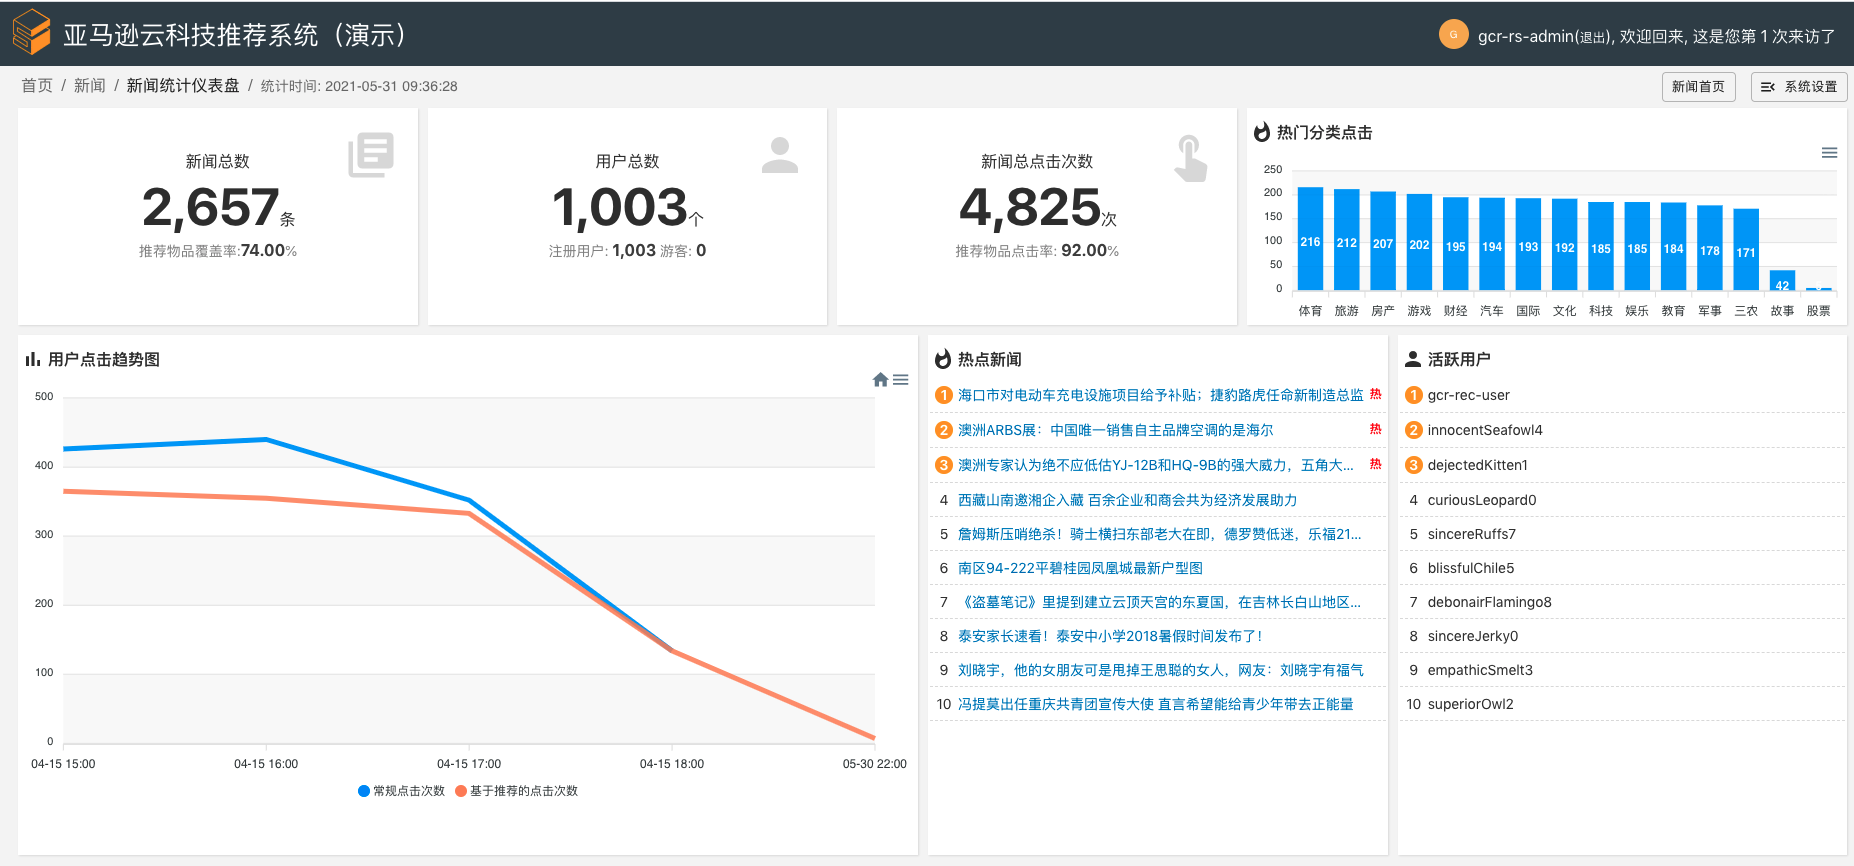 亚马逊云科技推荐系统（演示）
G gcr-rs-admin(退出), 欢迎回来, 这是您第 1 次来访了
首页 / 新闻 / 新闻统计仪表盘 / 统计时间: 2021-05-31 09:36:28
新闻首页
系统设置
新闻总数
2,657条
推荐物品覆盖率:74.00%
用户总数
1,003个
注册用户: 1,003 游客: 0
新闻总点击次数
4,825次
推荐物品点击率: 92.00%
热门分类点击
250
200
150
100
50
0
216 212 207 202 195 194 193 192 185 185 184 178 171 42
体育 旅游 房产 游戏 财经 汽车 国际 文化 科技 娱乐 教育 军事 三农 故事 股票
用户点击趋势图
500
400
300
200
100
0
04-15 15:00 04-15 16:00 04-15 17:00 04-15 18:00 05-30 22:00
常规点击次数 基于推荐的点击次数
热点新闻
1 海口市对电动车充电设施项目给予补贴；捷豹路虎任命新制造总监 热
2 澳洲ARBS展：中国唯一销售自主品牌空调的是海尔 热
3 澳洲专家认为绝不应低估YJ-12B和HQ-9B的强大威力，五角大... 热
4 西藏山南邀湘企入藏 百余企业和商会共为经济发展助力
5 詹姆斯压哨绝杀！骑士横扫东部老大在即，德罗赞低迷，乐福21...
6 南区94-222平碧桂园凤凰城最新户型图
7 《盗墓笔记》里提到建立云顶天宫的东夏国，在吉林长白山地区...
8 泰安家长速看！泰安中小学2018暑假时间发布了！
9 刘晓宇，他的女朋友可是甩掉王思聪的女人，网友：刘晓宇有福气
10 冯提莫出任重庆共青团宣传大使 直言希望能给青少年带去正能量
活跃用户
1 gcr-rec-user
2 innocentSeafowl4
3 dejectedKitten1
4 curiousLeopard0
5 sincereRuffs7
6 blissfulChile5
7 debonairFlamingo8
8 sincereJerky0
9 empathicSmelt3
10 superiorOwl2